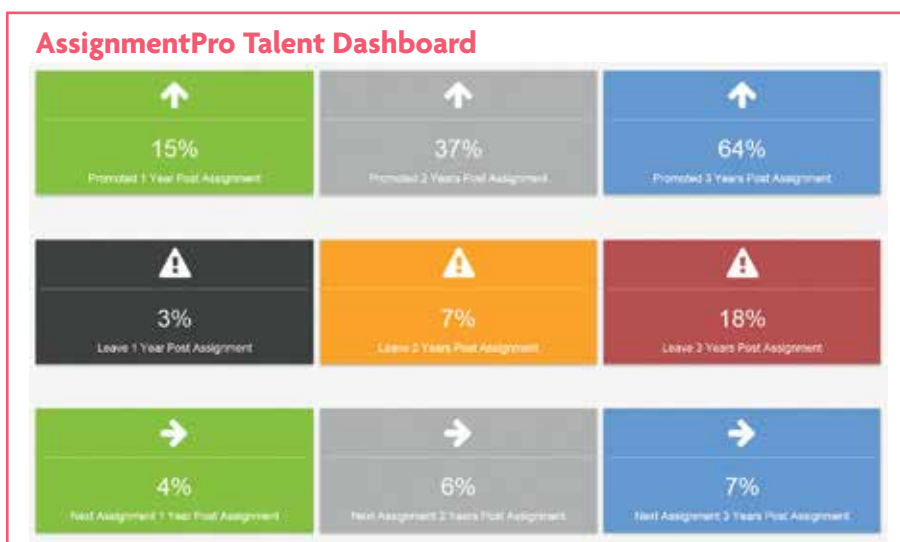 AssignmentPro Talent Dashboard
15%
37%
64%
Promoted 1 Year Post Assignment
Promoted 2 Years Post Assignment
Promoted 3 Years Post Assignment
3%
7%
18%
Leave 1 Year Post Assignment
Leave 2 Years Post Assignment
Leave 3 Years Post Assignment
4%
6%
7%
Next Assignment 1 Year Post Assignment
Next Assignment 2 Years Post Assignment
Next Assignment 3 Years Post Assignment